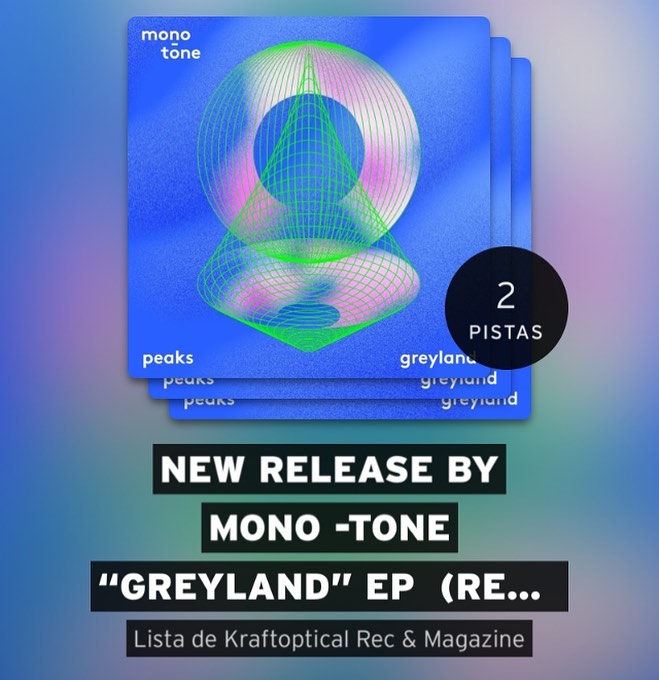 mono
tōne
2
PISTAS
peaks greyland
peaks greyland
peaks greyland
NEW RELEASE BY
MONO -TONE
“GREYLAND” EP (RE...
Lista de Kraftoptical Rec & Magazine